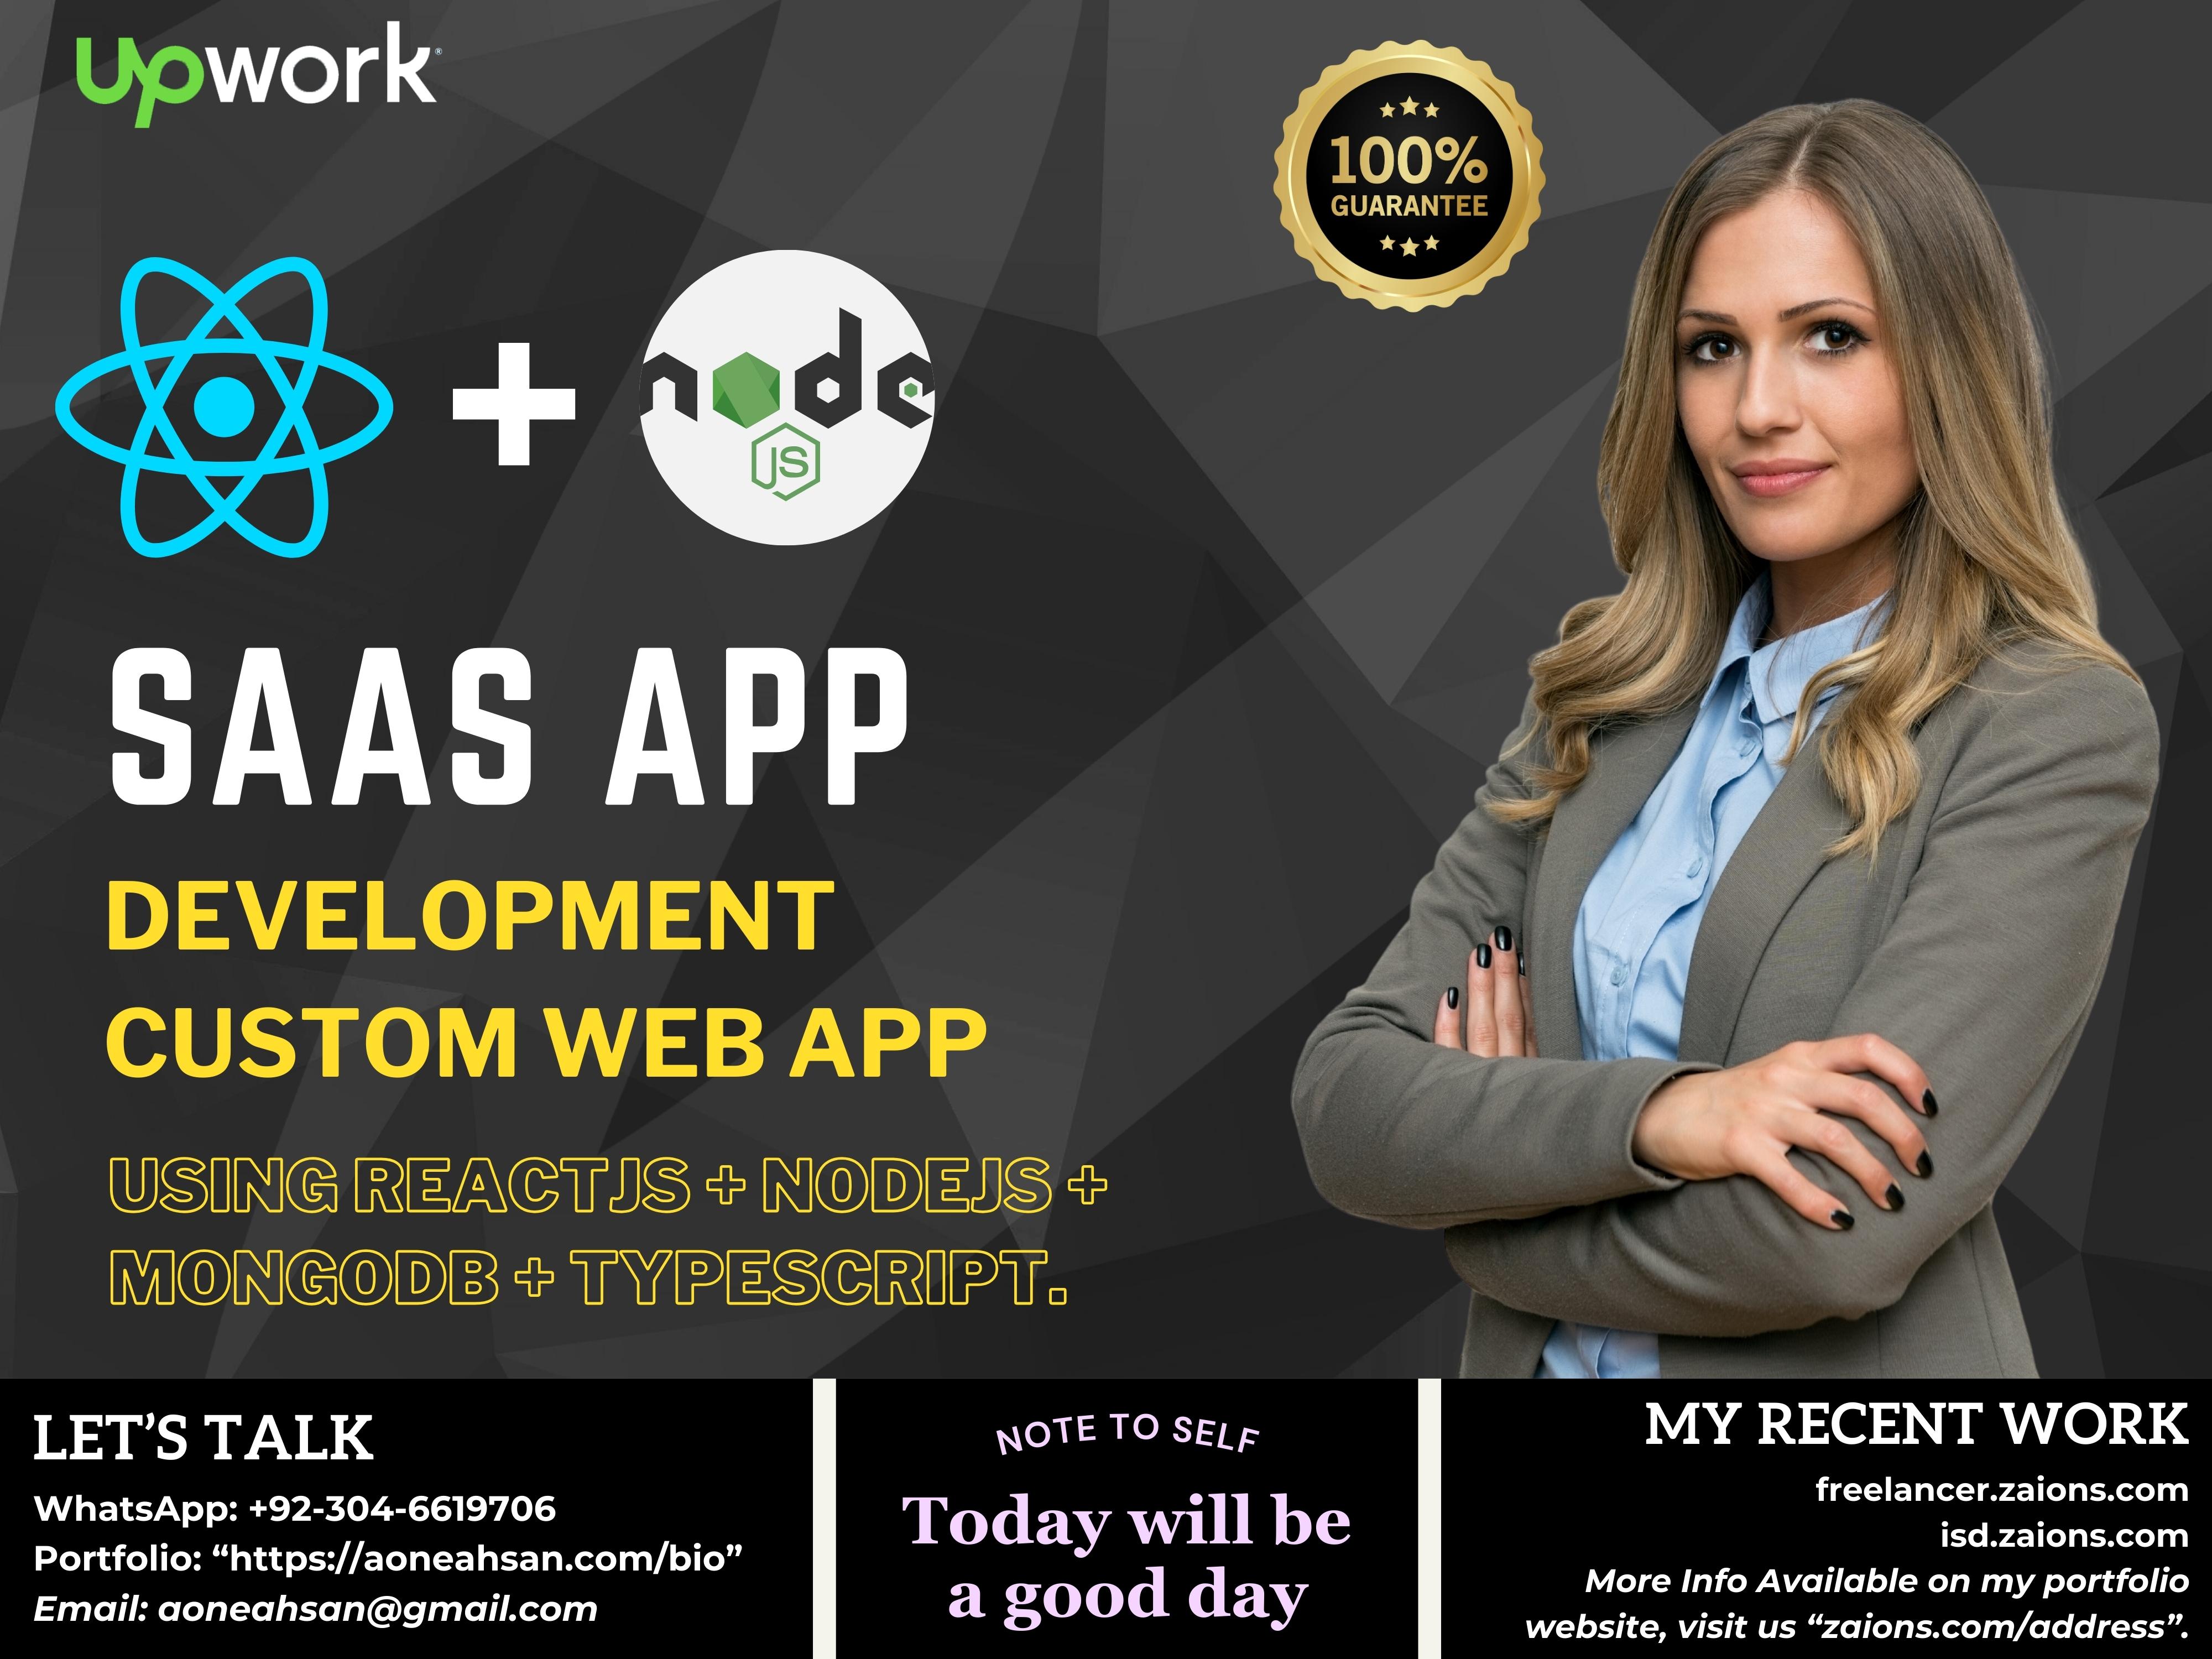 upwork
100%
GUARANTEE
node
JS
SAAS APP
DEVELOPMENT
CUSTOM WEB APP
USING REACTJS + NODEJS +
MONGODB + TYPESCRIPT.
LET’S TALK
WhatsApp: +92-304-6619706
Portfolio: “https://aoneahsan.com/bio”
Email: aoneahsan@gmail.com
NOTE TO SELF
Today will be
a good day
MY RECENT WORK
freelancer.zaions.com
isd.zaions.com
More Info Available on my portfolio
website, visit us “zaions.com/address”.